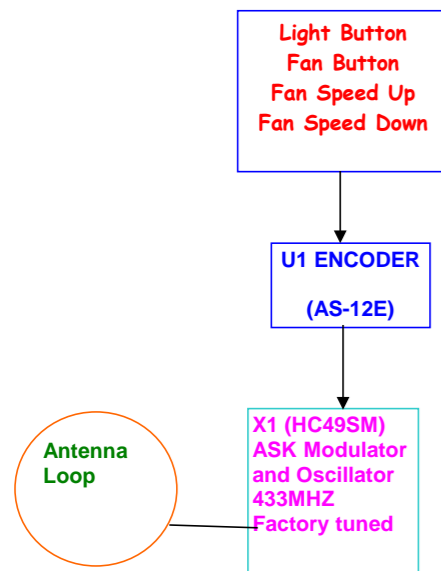 Light Button
Fan Button
Fan Speed Up
Fan Speed Down
U1 ENCODER
(AS-12E)
X1 (HC49SM)
ASK Modulator
and Oscillator
433MHZ
Factory tuned
Antenna
Loop